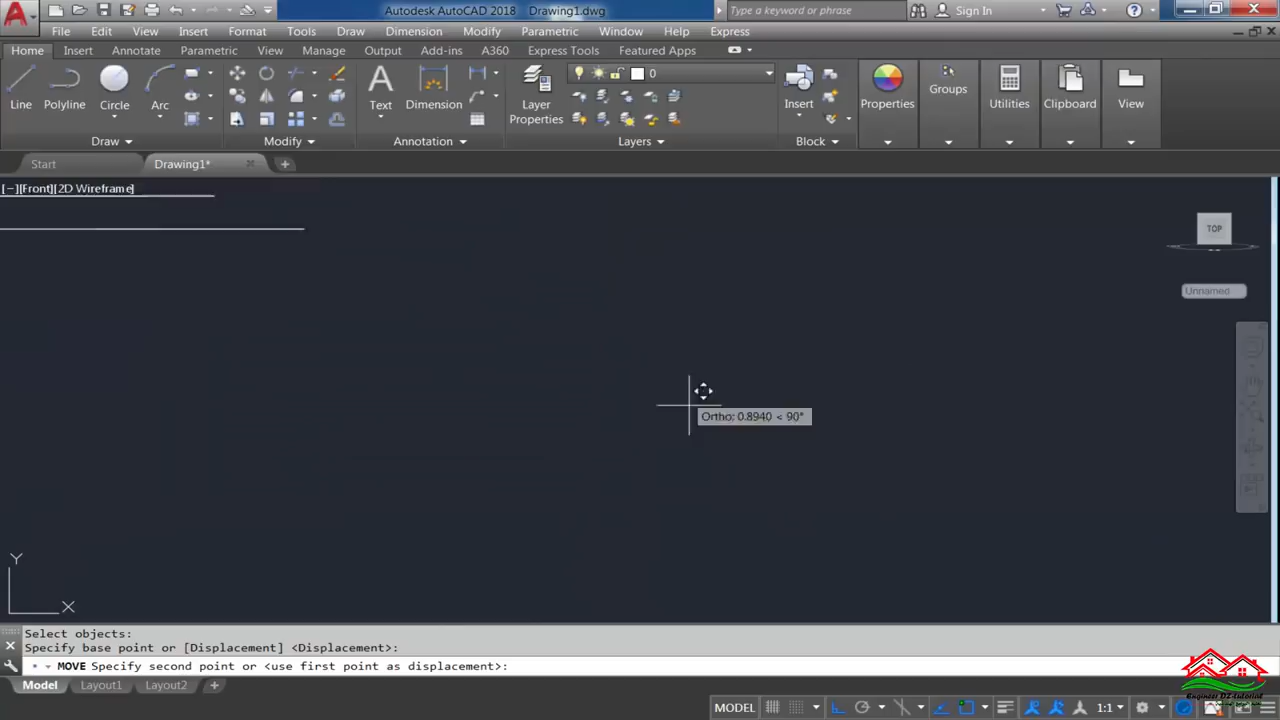 Autodesk AutoCAD 2018 Drawing1.dwg
Type a keyword or phrase
Sign In
File Edit View Insert Format Tools Draw Dimension Modify Parametric Window Help Express
Home Insert Annotate Parametric View Manage Output Add-ins A360 Express Tools Featured Apps
0
Line Polyline Circle Arc Text Dimension Layer Properties Insert Properties Groups Utilities Clipboard View
Draw Modify Annotation Layers Block
Start Drawing1*
[−][Front][2D Wireframe]
TOP
Unnamed
Ortho: 0.8940 < 90°
Y
X
Select objects:
Specify base point or [Displacement] <Displacement>:
MOVE Specify second point or <use first point as displacement>:
Model Layout1 Layout2
Engineer DZ-tutorial
MODEL 1:1